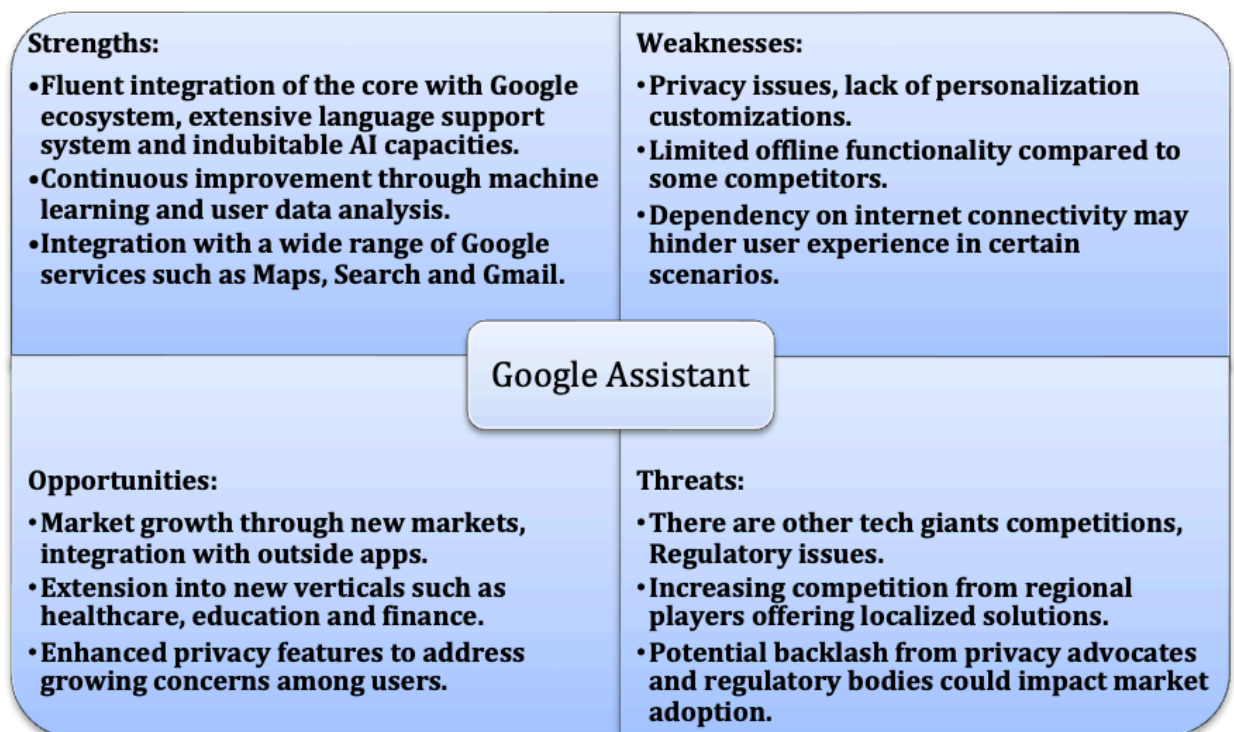 Strengths:
•Fluent integration of the core with Google
ecosystem, extensive language support
system and indubitable AI capacities.
•Continuous improvement through machine
learning and user data analysis.
•Integration with a wide range of Google
services such as Maps, Search and Gmail.
Weaknesses:
•Privacy issues, lack of personalization
customizations.
•Limited offline functionality compared to
some competitors.
•Dependency on internet connectivity may
hinder user experience in certain
scenarios.
Google Assistant
Opportunities:
•Market growth through new markets,
integration with outside apps.
•Extension into new verticals such as
healthcare, education and finance.
•Enhanced privacy features to address
growing concerns among users.
Threats:
•There are other tech giants competitions,
Regulatory issues.
•Increasing competition from regional
players offering localized solutions.
•Potential backlash from privacy advocates
and regulatory bodies could impact market
adoption.